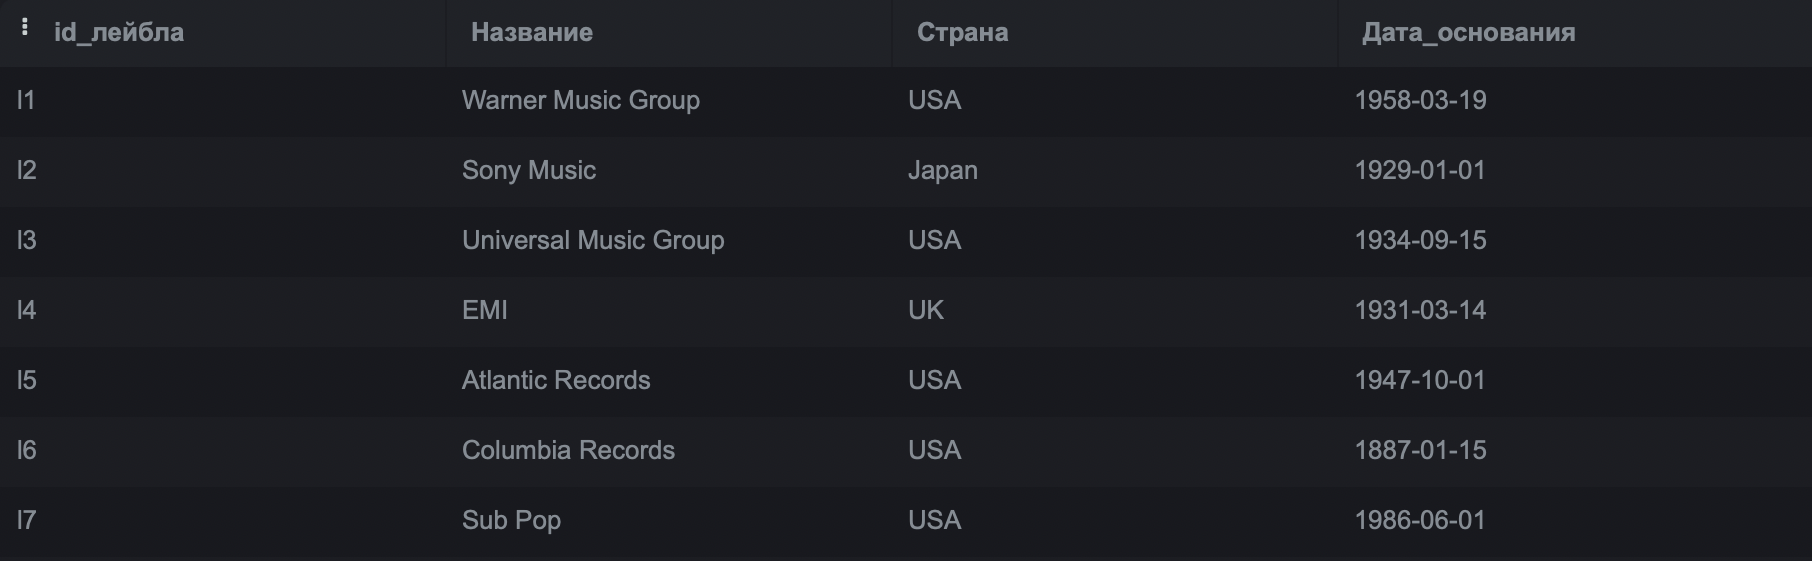 id_лейбла Название Страна Дата_основания
l1 Warner Music Group USA 1958-03-19
l2 Sony Music Japan 1929-01-01
l3 Universal Music Group USA 1934-09-15
l4 EMI UK 1931-03-14
l5 Atlantic Records USA 1947-10-01
l6 Columbia Records USA 1887-01-15
l7 Sub Pop USA 1986-06-01